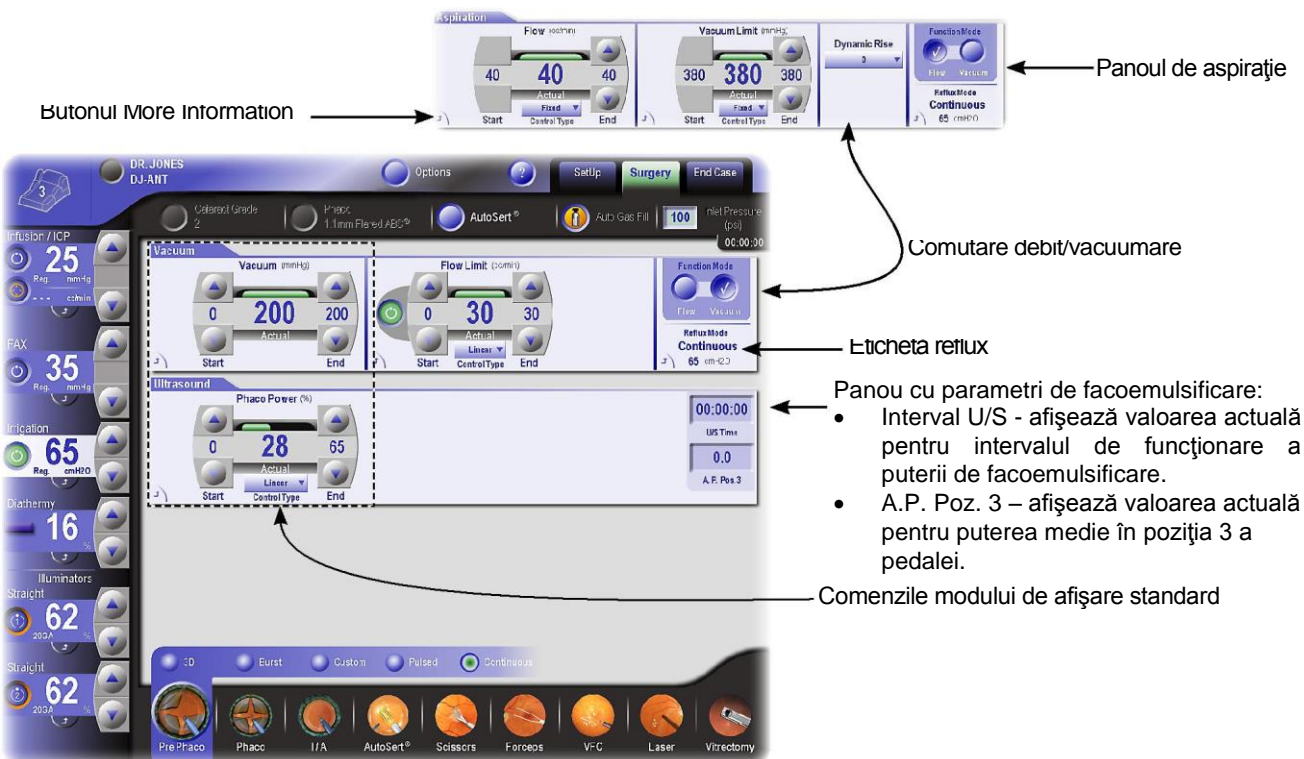 Aspiration
Flow (cc/min)
Vacuum Limit (mmHg)
Dynamic Rise
Function Mode
40 40 40
380 380 380
0
Flow Vacuum
Actual
Actual
Reflux Mode
Fixed
Fixed
Continuous
Start Control Type End
Start Control Type End
65 cmH2O
Panoul de aspiraţie
Butonul More Information
3
DR. JONES
DJ-ANT
Options
?
SetUp
Surgery
End Case
Cataract Grade
2
Phaco
1.1mm Flared ABS®
AutoSert®
Auto Gas Fill
100
Inlet Pressure
(psi)
00:00:00
Infusion / ICP
25
Reg. mmHg
--- cc/min
FAX
35
Reg. mmHg
Irrigation
65
Reg. cmH2O
Diathermy
16
%
Illuminators
Straight
1
62
20GA %
Straight
2
62
20GA %
Vacuum
Vacuum (mmHg)
0 200 200
Actual
Start End
Flow Limit (cc/min)
0 30 30
Actual
Linear
Start Control Type End
Function Mode
Flow Vacuum
Reflux Mode
Continuous
65 cmH2O
Ultrasound
Phaco Power (%)
0 28 65
Actual
Linear
Start Control Type End
00:00:00
U/S Time
0.0
A.P. Pos.3
Comutare debit/vacuumare
Eticheta reflux
Panou cu parametri de facoemulsificare:
• Interval U/S - afişează valoarea actuală
pentru intervalul de funcţionare a
puterii de facoemulsificare.
• A.P. Poz. 3 – afişează valoarea actuală
pentru puterea medie în poziţia 3 a
pedalei.
Comenzile modului de afişare standard
3D
Burst
Custom
Pulsed
Continuous
PrePhaco
Phaco
I/A
AutoSert®
Scissors
Forceps
VFC
Laser
Vitrectomy